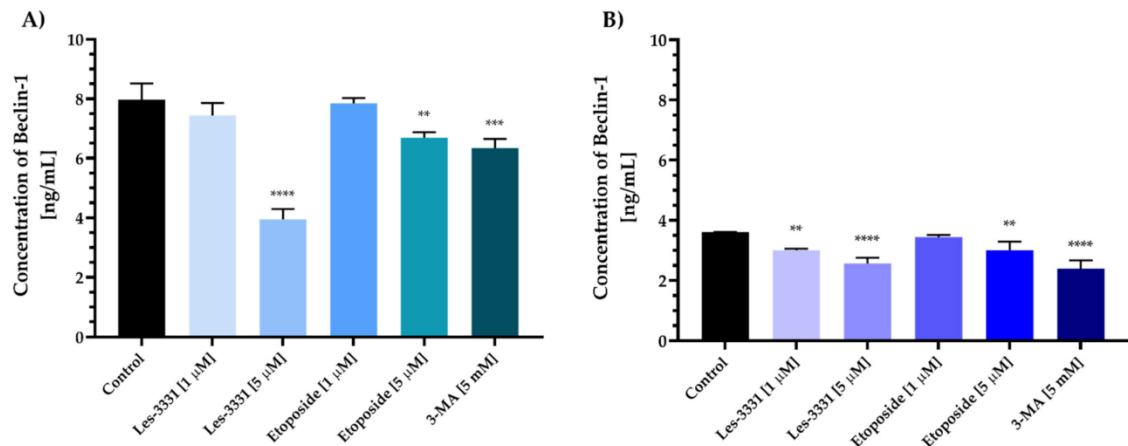 A)
Concentration of Beclin-1
[ng/mL]
10
8
6
4
2
0
****
**
***
Control
Les-3331 [1 μM]
Les-3331 [5 μM]
Etoposide [1 μM]
Etoposide [5 μM]
3-MA [5 mM]
B)
Concentration of Beclin-1
[ng/mL]
10
8
6
4
2
0
**
****
**
****
Control
Les-3331 [1 μM]
Les-3331 [5 μM]
Etoposide [1 μM]
Etoposide [5 μM]
3-MA [5 mM]